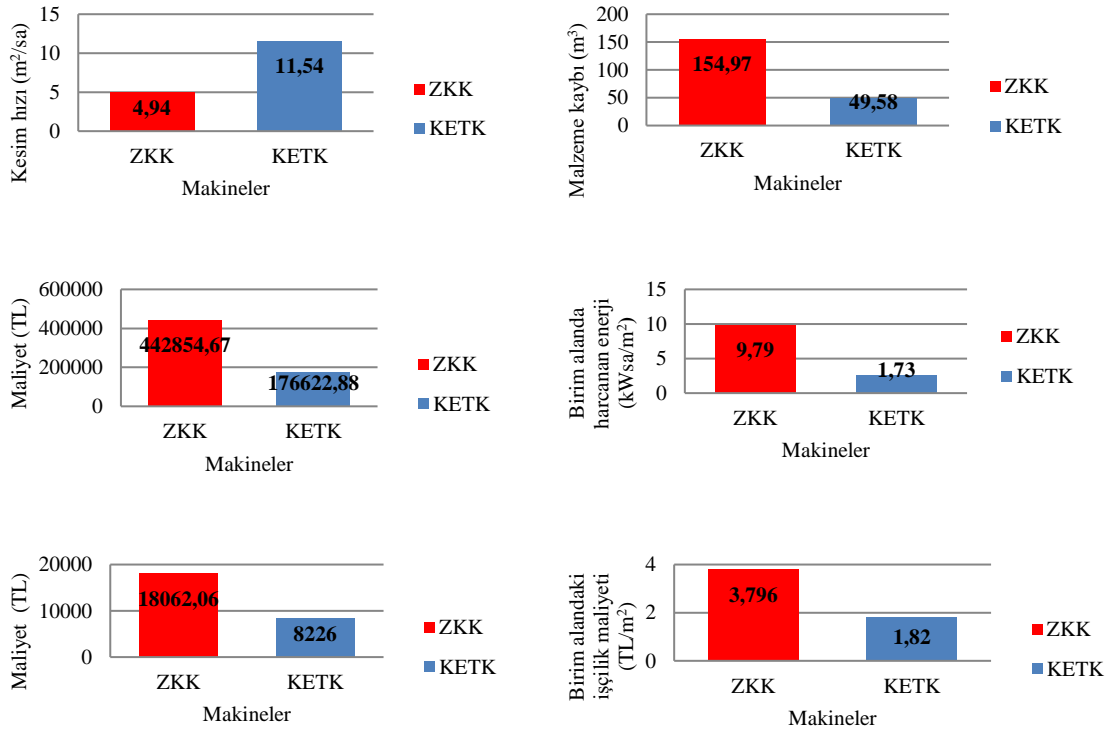 Kesim hızı (m²/sa)
15
10
5
0
4,94
11,54
ZKK
KETK
Makineler
ZKK
KETK
Malzeme kaybı (m³)
200
150
100
50
0
154,97
49,58
ZKK
KETK
Makineler
ZKK
KETK
Maliyet (TL)
600000
400000
200000
0
442854,67
176622,88
ZKK
KETK
Makineler
ZKK
KETK
Birim alanda
harcanan enerji
(kWsa/m²)
15
10
5
0
9,79
1,73
ZKK
KETK
Makineler
ZKK
KETK
Maliyet (TL)
20000
10000
0
18062,06
8226
ZKK
KETK
Makineler
ZKK
KETK
Birim alandaki
işçilik maliyeti
(TL/m²)
4
2
0
3,796
1,82
ZKK
KETK
Makineler
ZKK
KETK